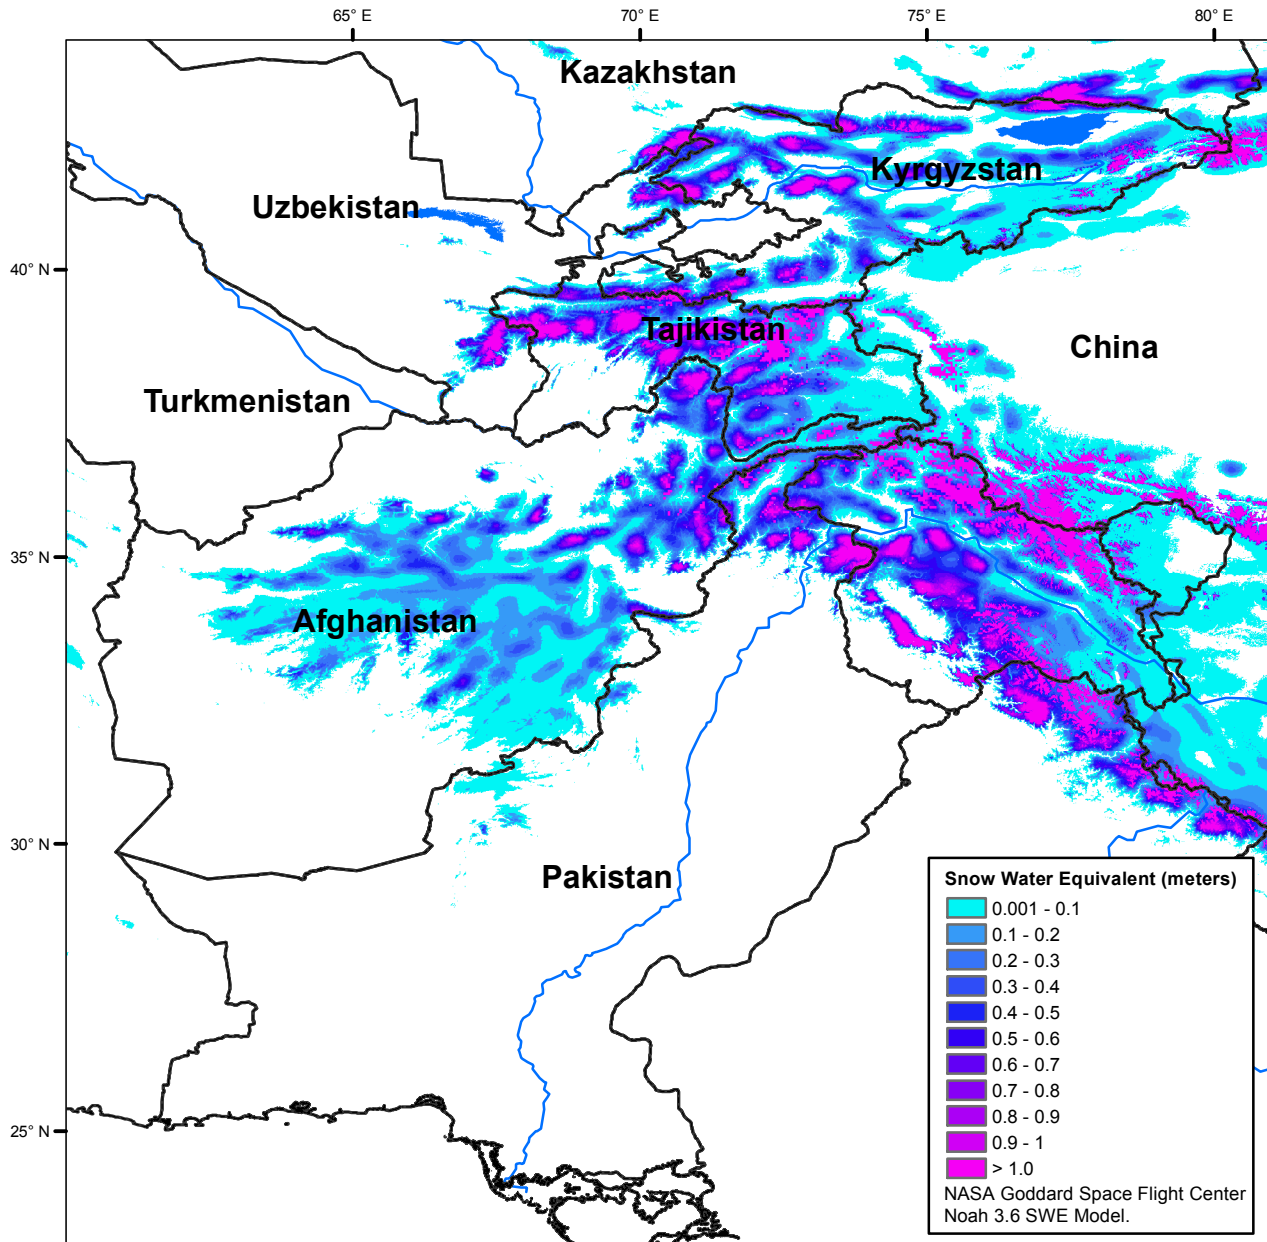 65° E
70° E
75° E
80° E
Kazakhstan
Kyrgyzstan
Uzbekistan
40° N
Tajikistan
China
Turkmenistan
35° N
Afghanistan
30° N
Pakistan
25° N
Snow Water Equivalent (meters)
0.001 - 0.1
0.1 - 0.2
0.2 - 0.3
0.3 - 0.4
0.4 - 0.5
0.5 - 0.6
0.6 - 0.7
0.7 - 0.8
0.8 - 0.9
0.9 - 1
> 1.0
NASA Goddard Space Flight Center
Noah 3.6 SWE Model.